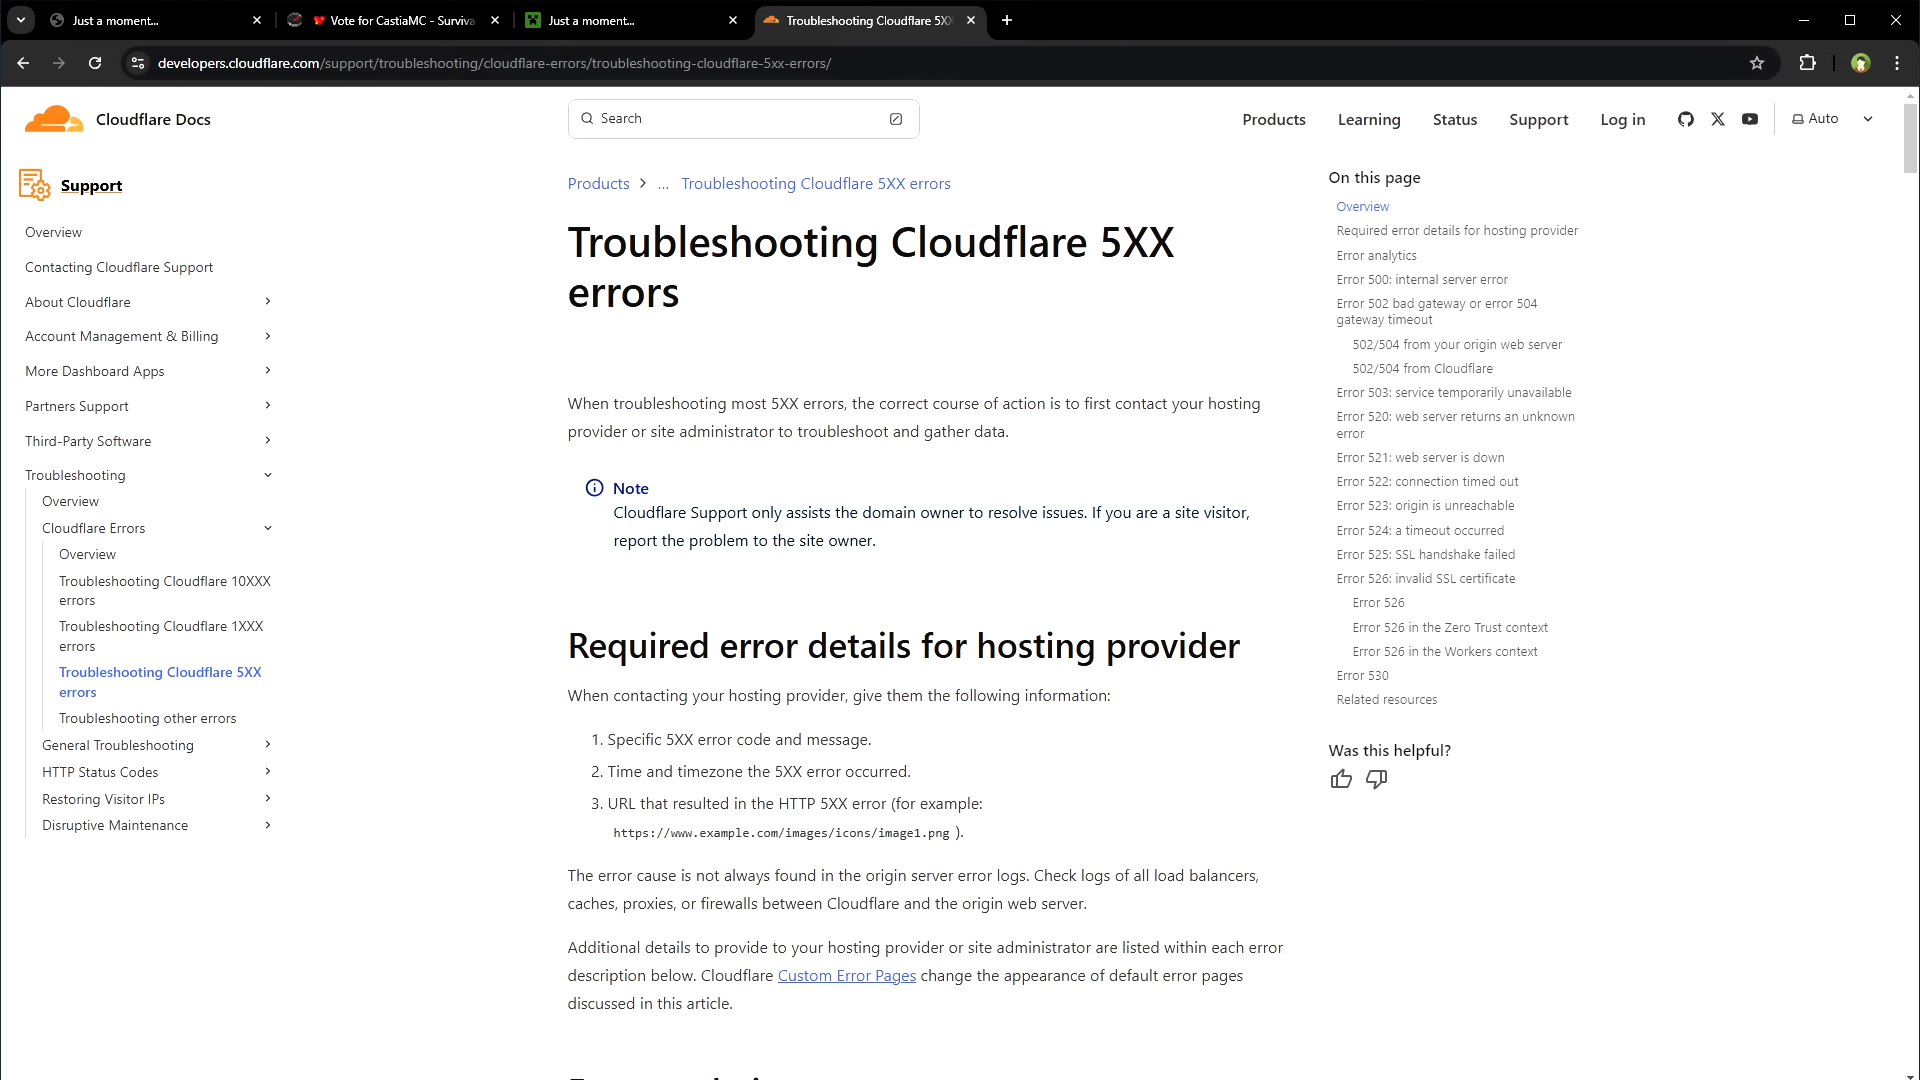 Just a moment...
Vote for CastiaMC - Surviva
Just a moment...
Troubleshooting Cloudflare 5XX
developers.cloudflare.com/support/troubleshooting/cloudflare-errors/troubleshooting-cloudflare-5xx-errors/
Cloudflare Docs
Search
Products
Learning
Status
Support
Log in
Auto
Support
Overview
Contacting Cloudflare Support
About Cloudflare
Account Management & Billing
More Dashboard Apps
Partners Support
Third-Party Software
Troubleshooting
Overview
Cloudflare Errors
Overview
Troubleshooting Cloudflare 10XXX
errors
Troubleshooting Cloudflare 1XXX
errors
Troubleshooting Cloudflare 5XX
errors
Troubleshooting other errors
General Troubleshooting
HTTP Status Codes
Restoring Visitor IPs
Disruptive Maintenance
Products > ... Troubleshooting Cloudflare 5XX errors
Troubleshooting Cloudflare 5XX
errors
When troubleshooting most 5XX errors, the correct course of action is to first contact your hosting
provider or site administrator to troubleshoot and gather data.
Note
Cloudflare Support only assists the domain owner to resolve issues. If you are a site visitor,
report the problem to the site owner.
Required error details for hosting provider
When contacting your hosting provider, give them the following information:
1. Specific 5XX error code and message.
2. Time and timezone the 5XX error occurred.
3. URL that resulted in the HTTP 5XX error (for example:
https://www.example.com/images/icons/image1.png ).
The error cause is not always found in the origin server error logs. Check logs of all load balancers,
caches, proxies, or firewalls between Cloudflare and the origin web server.
Additional details to provide to your hosting provider or site administrator are listed within each error
description below. Cloudflare Custom Error Pages change the appearance of default error pages
discussed in this article.
On this page
Overview
Required error details for hosting provider
Error analytics
Error 500: internal server error
Error 502 bad gateway or error 504
gateway timeout
502/504 from your origin web server
502/504 from Cloudflare
Error 503: service temporarily unavailable
Error 520: web server returns an unknown
error
Error 521: web server is down
Error 522: connection timed out
Error 523: origin is unreachable
Error 524: a timeout occurred
Error 525: SSL handshake failed
Error 526: invalid SSL certificate
Error 526
Error 526 in the Zero Trust context
Error 526 in the Workers context
Error 530
Related resources
Was this helpful?